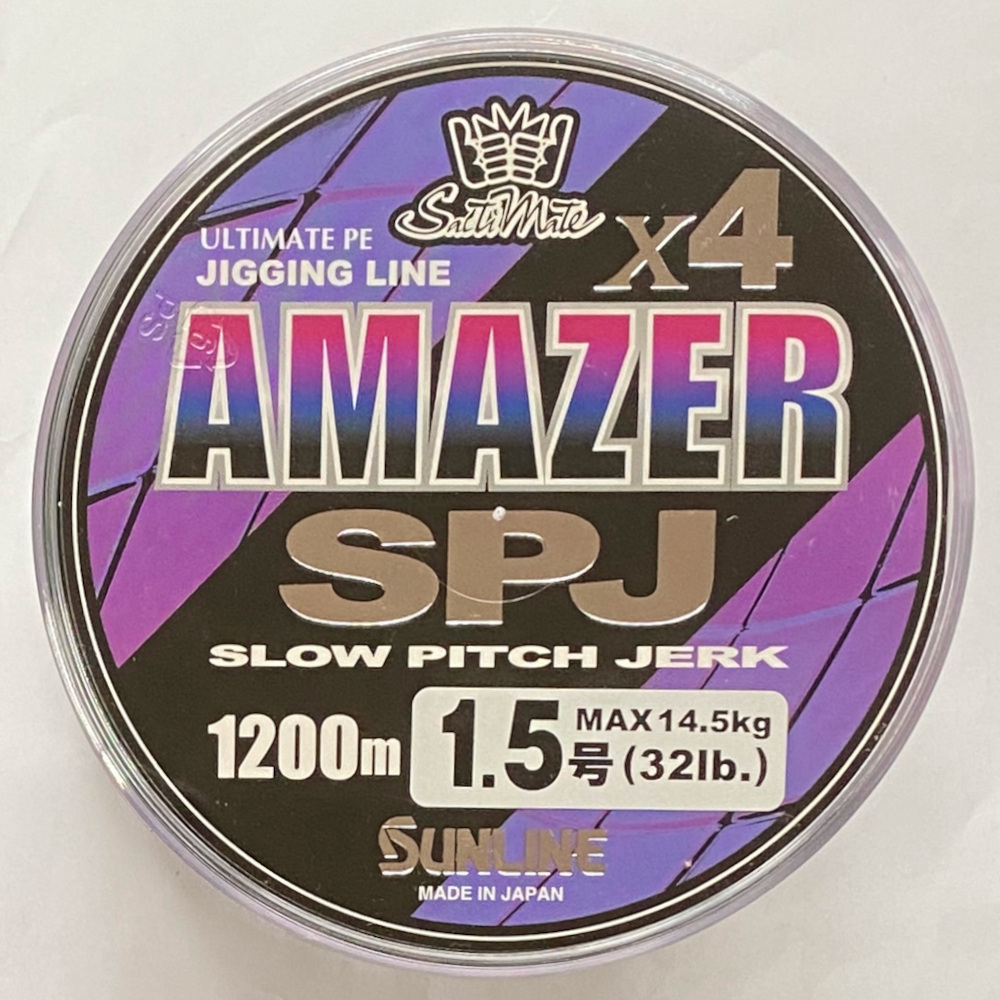 SaltiMate
x4
ULTIMATE PE
JIGGING LINE
AMAZER
SPJ
SLOW PITCH JERK
1200m
1.5号
MAX 14.5kg
(32lb.)
SUNLINE
MADE IN JAPAN